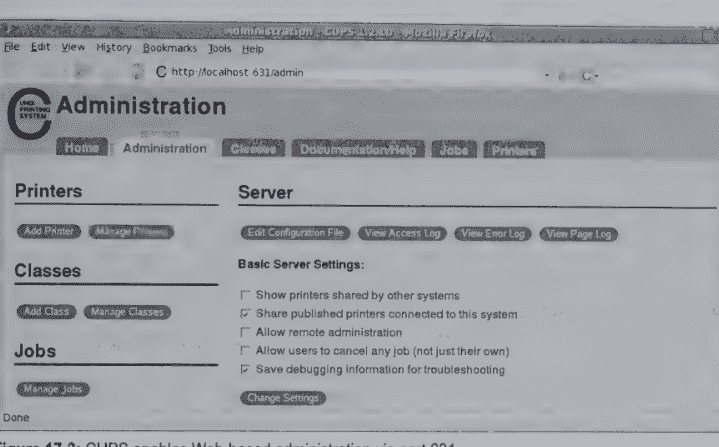 Administration - CUPS 1.2.10 - Mozilla Firefox
File Edit View History Bookmarks Tools Help
http://localhost:631/admin
UNIX
PRINTING
SYSTEM
Administration
Home Administration Classes Documentation/Help Jobs Printers
Printers
Add Printer Manage Printers
Classes
Add Class Manage Classes
Jobs
Manage Jobs
Server
Edit Configuration File View Access Log View Error Log View Page Log
Basic Server Settings:
Show printers shared by other systems
Share published printers connected to this system
Allow remote administration
Allow users to cancel any job (not just their own)
Save debugging information for troubleshooting
Change Settings
Done
CUPS enables Web-based administration via port 631